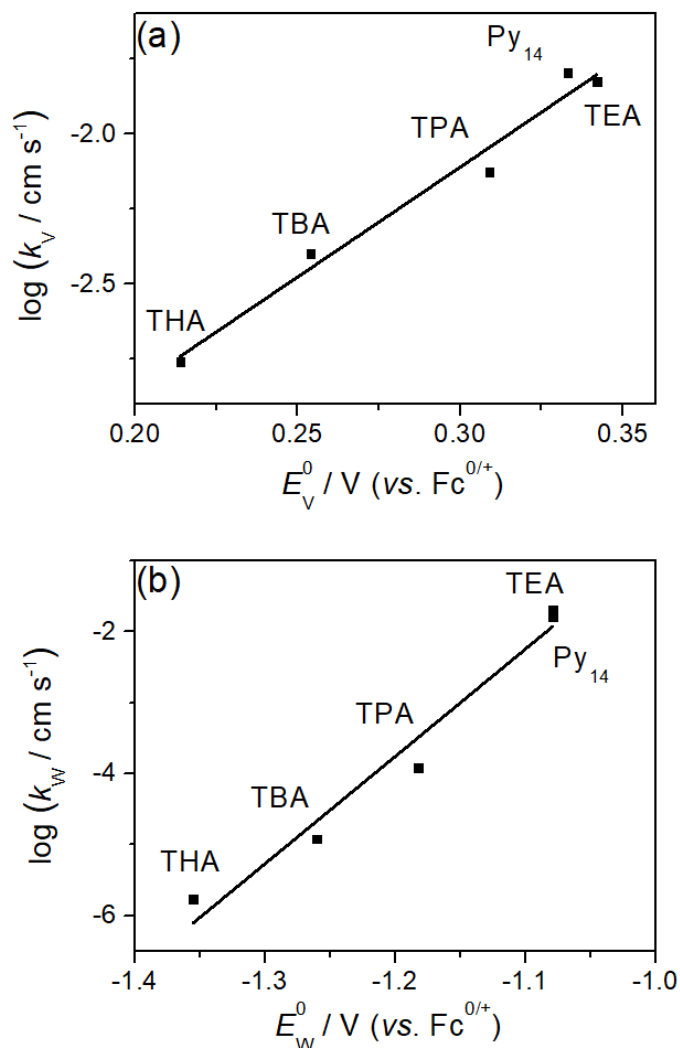 (a)
Py14
TEA
TPA
TBA
THA
-2.0
-2.5
log (kV / cm s-1)
0.20 0.25 0.30 0.35
E0V / V (vs. Fc0/+)
(b)
TEA
Py14
TPA
TBA
THA
-2
-4
-6
log (kW / cm s-1)
-1.4 -1.3 -1.2 -1.1 -1.0
E0W / V (vs. Fc0/+)